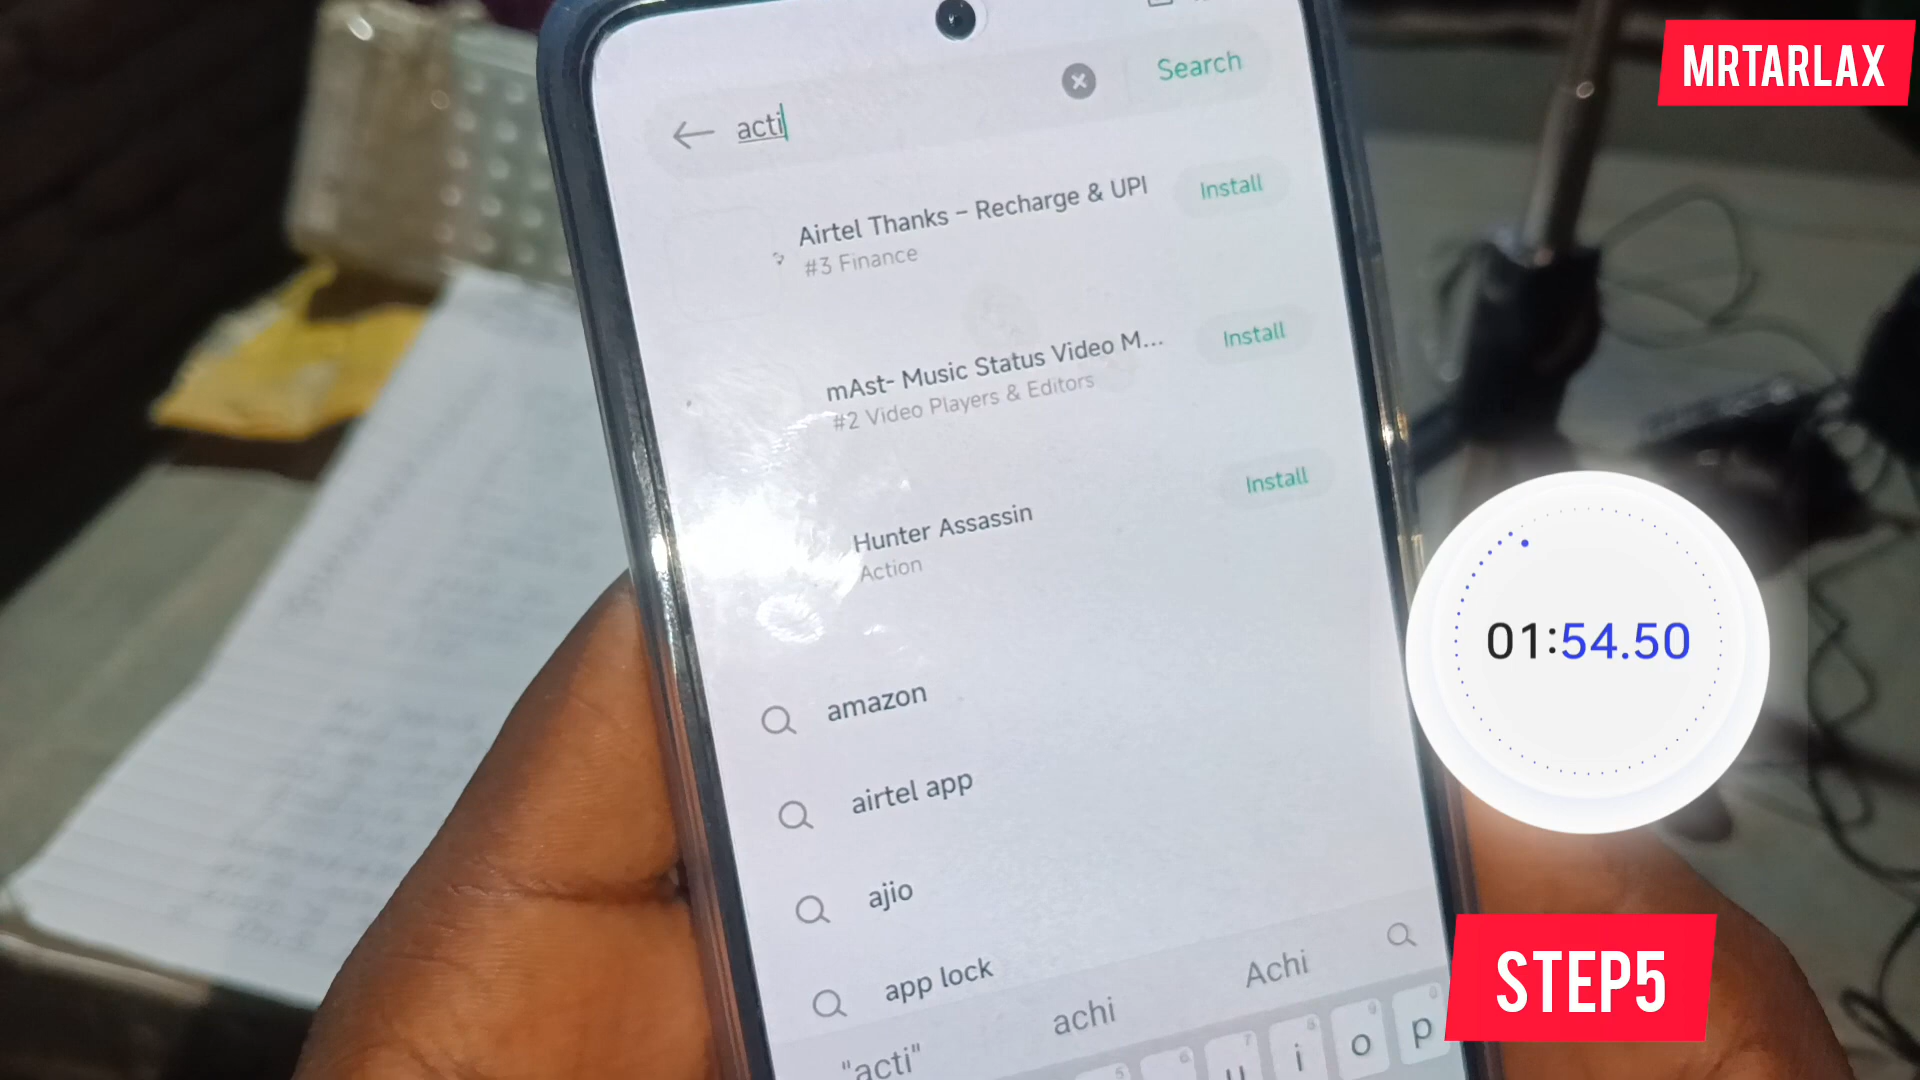 MRTARLAX
Search
acti
Airtel Thanks – Recharge & UPI
Install
#3 Finance
mAst- Music Status Video M...
Install
#2 Video Players & Editors
Hunter Assassin
Install
Action
amazon
airtel app
ajio
app lock
"acti"
achi
Achi
u i o p
01:54.50
STEP5